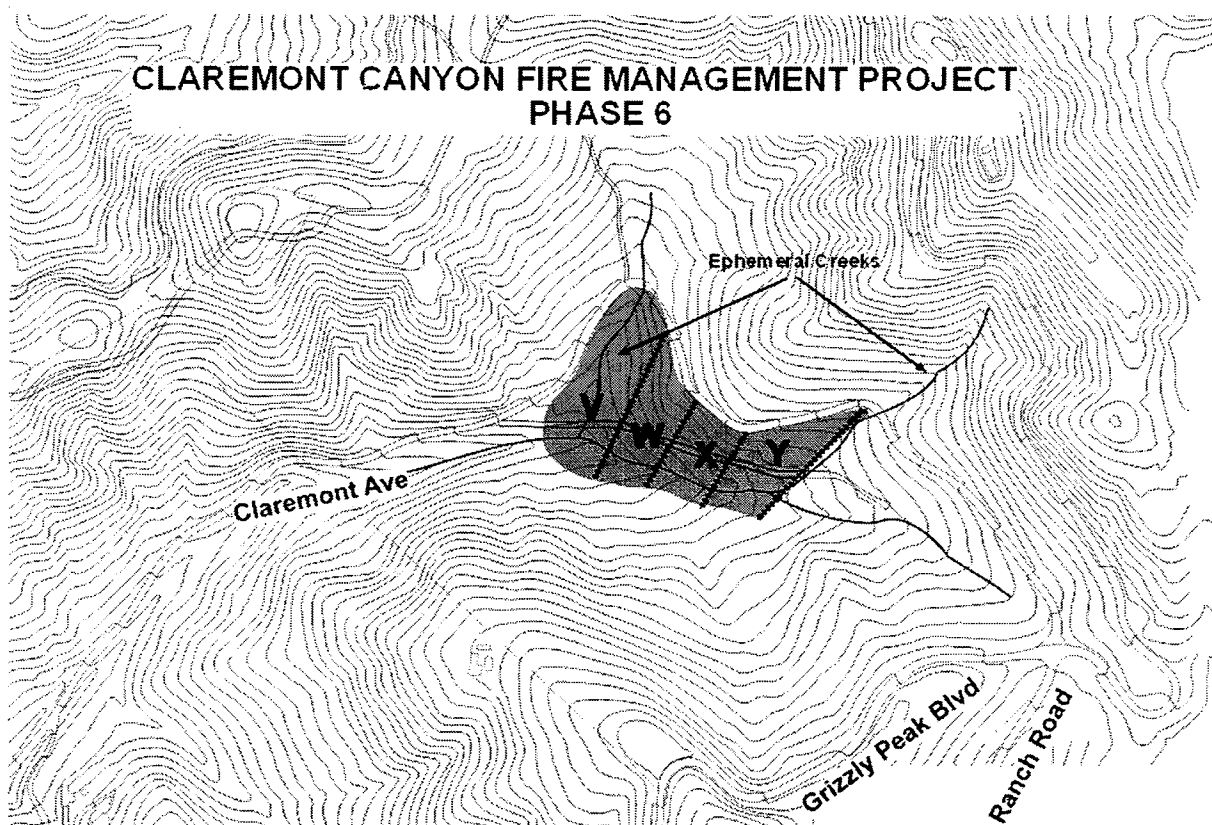 CLAREMONT CANYON FIRE MANAGEMENT PROJECT
PHASE 6
Ephemeral Creeks
V
W
X
Y
Claremont Ave
Grizzly Peak Blvd
Ranch Road